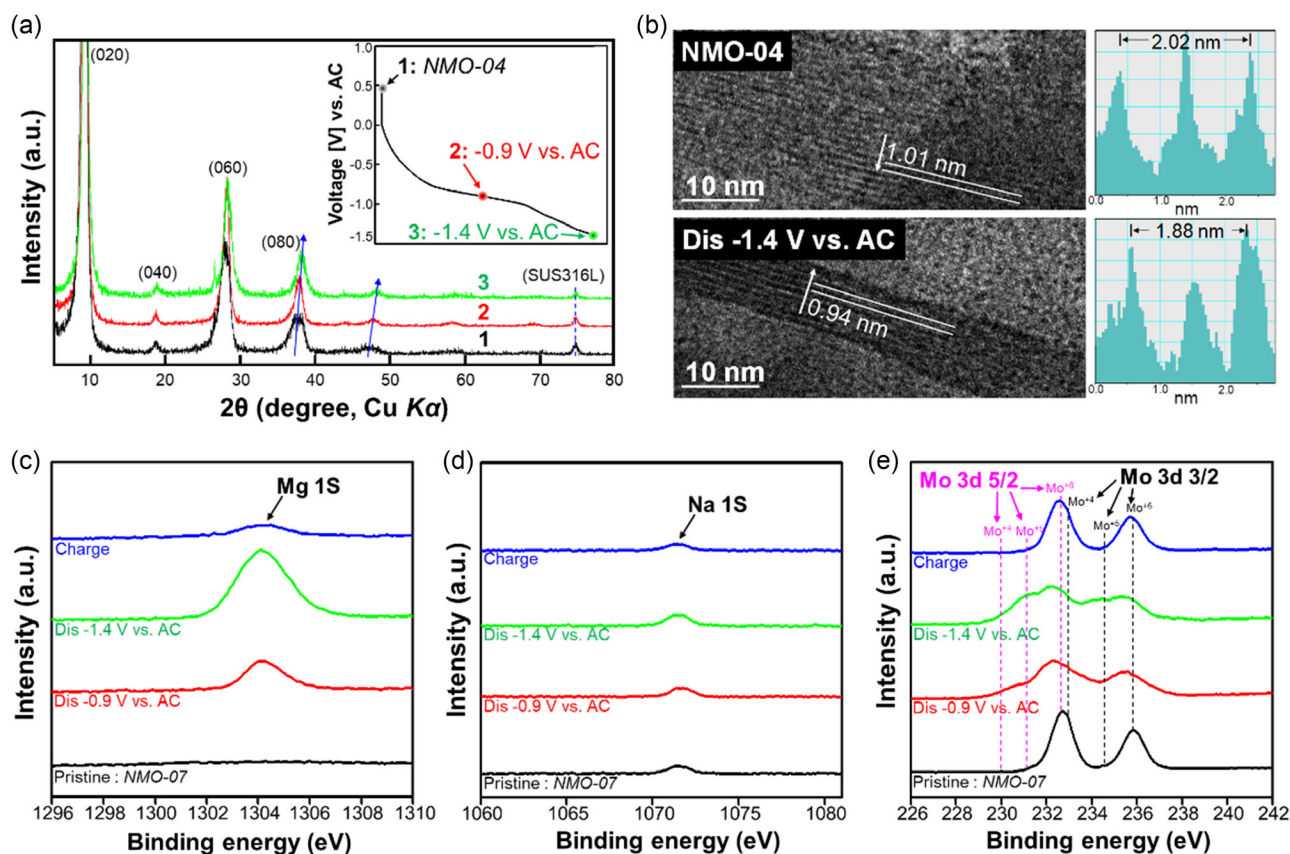 (a)
(020)
(040)
(060)
(080)
(SUS316L)
1: NMO-04
2: -0.9 V vs. AC
3: -1.4 V vs. AC
Voltage [V] vs. AC
1.0
0.5
0.0
-0.5
-1.0
-1.5
3
2
1
Intensity (a.u.)
10 20 30 40 50 60 70 80
2θ (degree, Cu Kα)
(b)
NMO-04
1.01 nm
10 nm
2.02 nm
0.0 1.0 2.0
nm
Dis -1.4 V vs. AC
0.94 nm
10 nm
1.88 nm
0.0 1.0 2.0
nm
(c)
Mg 1S
Charge
Dis -1.4 V vs. AC
Dis -0.9 V vs. AC
Pristine : NMO-07
Intensity (a.u.)
1296 1298 1300 1302 1304 1306 1308 1310
Binding energy (eV)
(d)
Na 1S
Charge
Dis -1.4 V vs. AC
Dis -0.9 V vs. AC
Pristine : NMO-07
Intensity (a.u.)
1060 1065 1070 1075 1080
Binding energy (eV)
(e)
Mo 3d 5/2
Mo 3d 3/2
Mo+4
Mo+4
Mo+6
Charge
Dis -1.4 V vs. AC
Dis -0.9 V vs. AC
Pristine : NMO-07
Intensity (a.u.)
226 228 230 232 234 236 238 240 242
Binding energy (eV)